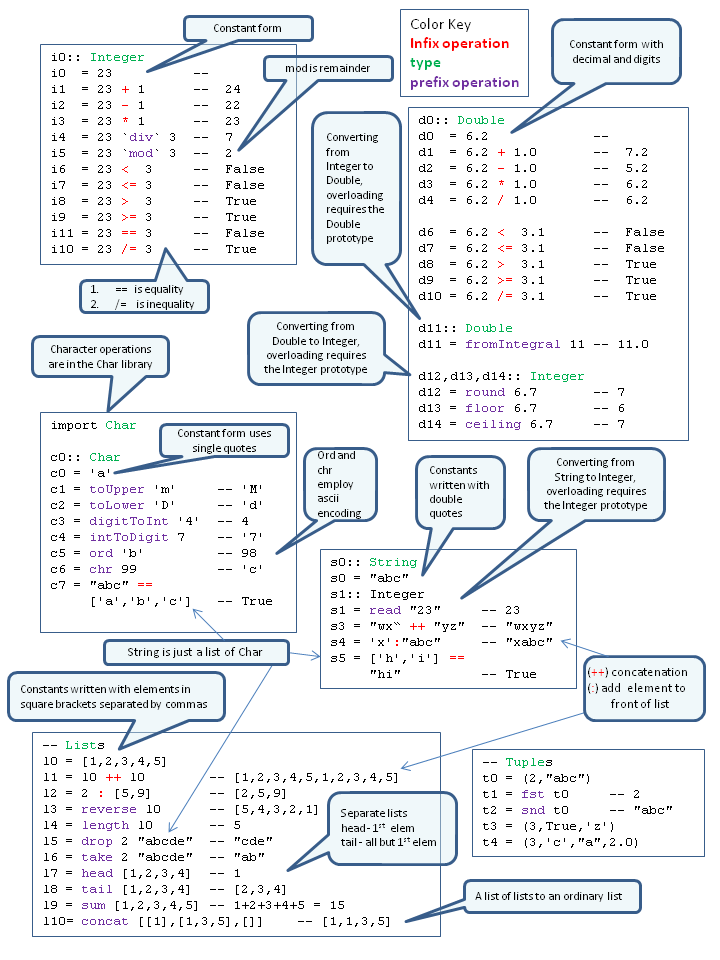 Constant form
Color Key
Infix operation
type
prefix operation
Constant form with
decimal and digits
mod is remainder
i0:: Integer
i0  = 23          --
i1  = 23 + 1      --  24
i2  = 23 - 1      --  22
i3  = 23 * 1      --  23
i4  = 23 `div` 3  --  7
i5  = 23 `mod` 3  --  2
i6  = 23 <  3     --  False
i7  = 23 <= 3     --  False
i8  = 23 >  3     --  True
i9  = 23 >= 3     --  True
i11 = 23 == 3     --  False
i10 = 23 /= 3     --  True
1. == is equality
2. /= is inequality
Converting
from
Integer to
Double,
overloading
requires the
Double
prototype
d0:: Double
d0  = 6.2         --
d1  = 6.2 + 1.0   --  7.2
d2  = 6.2 - 1.0   --  5.2
d3  = 6.2 * 1.0   --  6.2
d4  = 6.2 / 1.0   --  6.2
d6  = 6.2 <  3.1  --  False
d7  = 6.2 <= 3.1  --  False
d8  = 6.2 >  3.1  --  True
d9  = 6.2 >= 3.1  --  True
d10 = 6.2 /= 3.1  --  True
d11:: Double
d11 = fromIntegral 11 -- 11.0
d12,d13,d14:: Integer
d12 = round 6.7       -- 7
d13 = floor 6.7       -- 6
d14 = ceiling 6.7     -- 7
Converting from
Double to Integer,
overloading requires
the Integer prototype
Character operations
are in the Char library
import Char
c0:: Char
c0 = 'a'
c1 = toUpper 'm'     -- 'M'
c2 = toLower 'D'     -- 'd'
c3 = digitToInt '4'  -- 4
c4 = intToDigit 7    -- '7'
c5 = ord 'b'         -- 98
c6 = chr 99          -- 'c'
c7 = "abc" ==
['a','b','c']   -- True
Constant form uses
single quotes
Ord and
chr
employ
ascii
encoding
Constants
written with
double
quotes
Converting from
String to Integer,
overloading requires
the Integer prototype
s0:: String
s0 = "abc"
s1:: Integer
s1 = read "23"     -- 23
s3 = "wx" ++ "yz"  -- "wxyz"
s4 = 'x':"abc"     -- "xabc"
s5 = ['h','i'] ==
"hi"          -- True
String is just a list of Char
(++) concatenation
(:) add element to
front of list
Constants written with elements in
square brackets separated by commas
-- Lists
l0 = [1,2,3,4,5]
l1 = l0 ++ l0        -- [1,2,3,4,5,1,2,3,4,5]
l2 = 2 : [5,9]       -- [2,5,9]
l3 = reverse l0      -- [5,4,3,2,1]
l4 = length l0       -- 5
l5 = drop 2 "abcde"  -- "cde"
l6 = take 2 "abcde"  -- "ab"
l7 = head [1,2,3,4]  -- 1
l8 = tail [1,2,3,4]  -- [2,3,4]
l9 = sum [1,2,3,4,5] -- 1+2+3+4+5 = 15
l10= concat [[1],[1,3,5],[]]    -- [1,1,3,5]
Separate lists
head - 1st elem
tail - all but 1st elem
-- Tuples
t0 = (2,"abc")
t1 = fst t0     -- 2
t2 = snd t0     -- "abc"
t3 = (3,True,'z')
t4 = (3,'c',"a",2.0)
A list of lists to an ordinary list